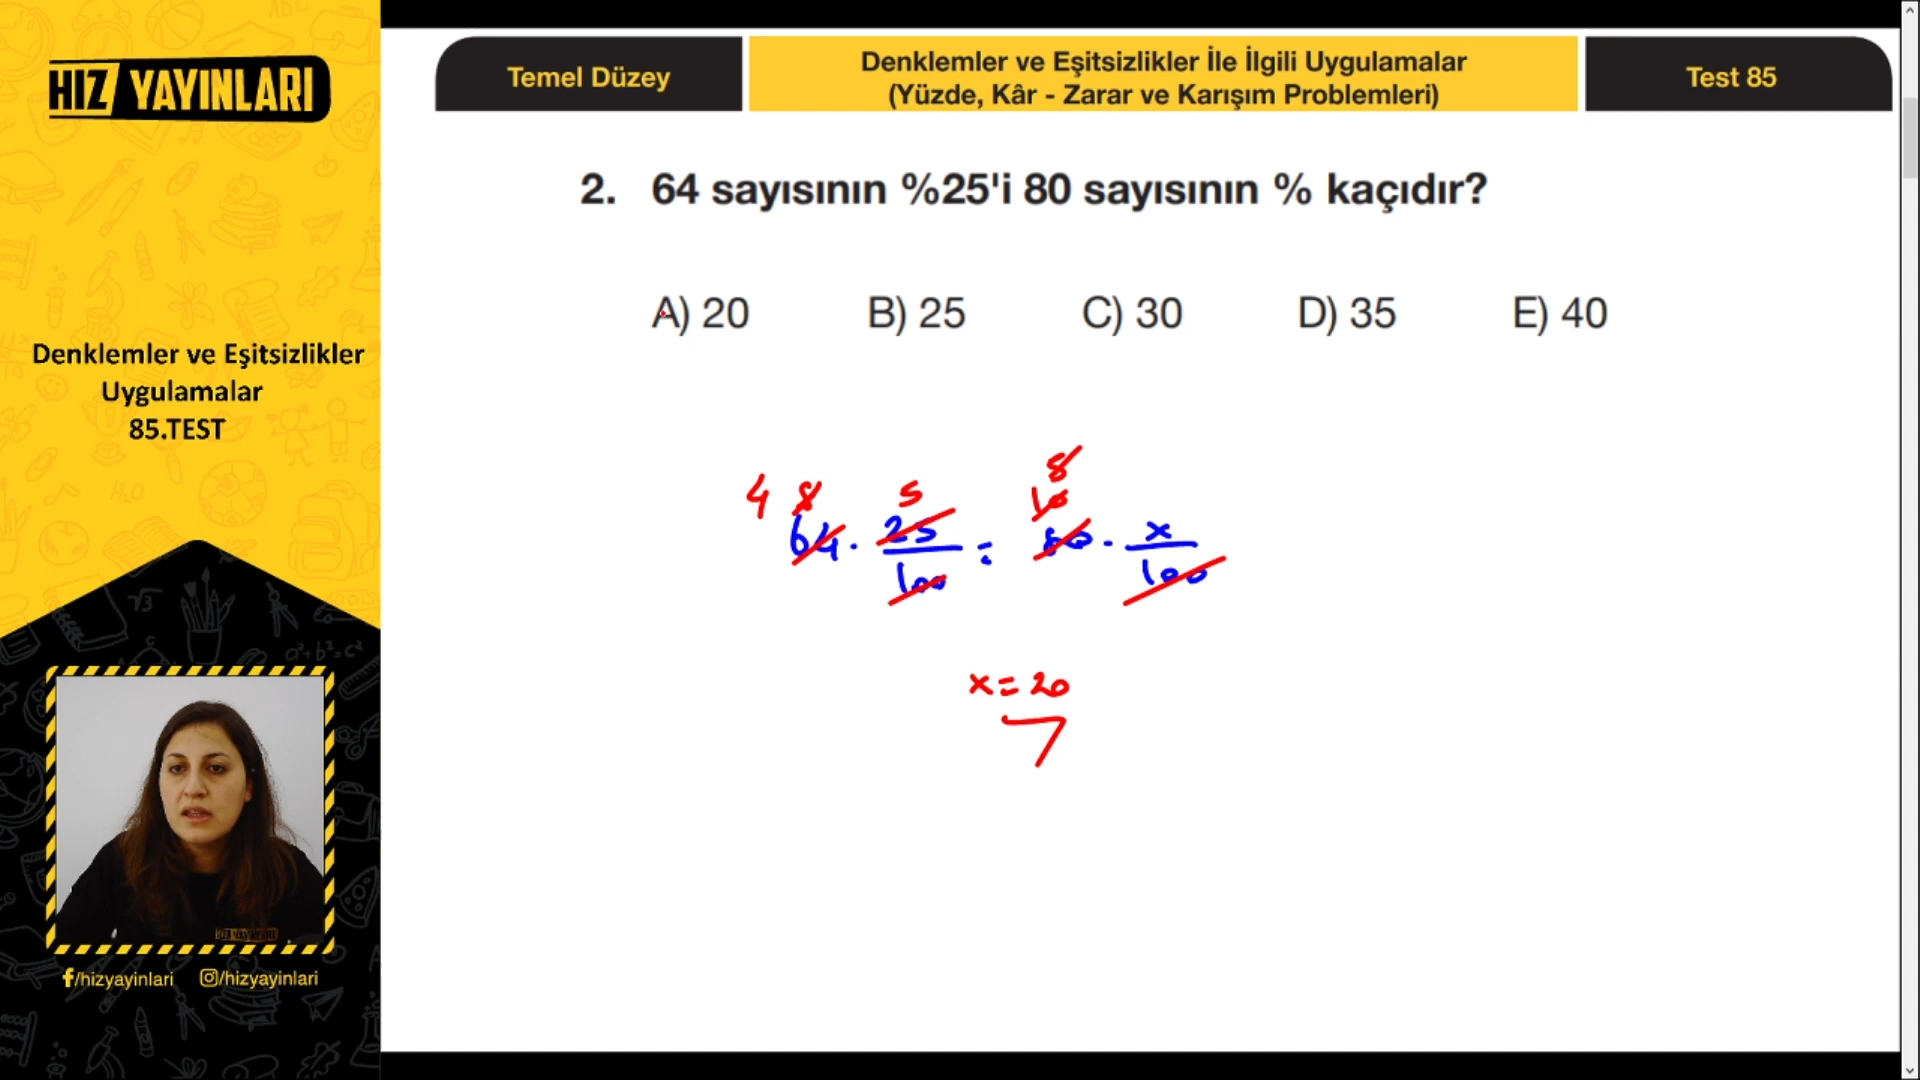 HIZ YAYINLARI
Temel Düzey
Denklemler ve Eşitsizlikler İle İlgili Uygulamalar
(Yüzde, Kâr - Zarar ve Karışım Problemleri)
Test 85
2. 64 sayısının %25'i 80 sayısının % kaçıdır?
A) 20 B) 25 C) 30 D) 35 E) 40
Denklemler ve Eşitsizlikler
Uygulamalar
85.TEST
4 8 5 8
10
64 · 25/100 = 80 · x/100
x = 20
/hizyayinlari /hizyayinlari